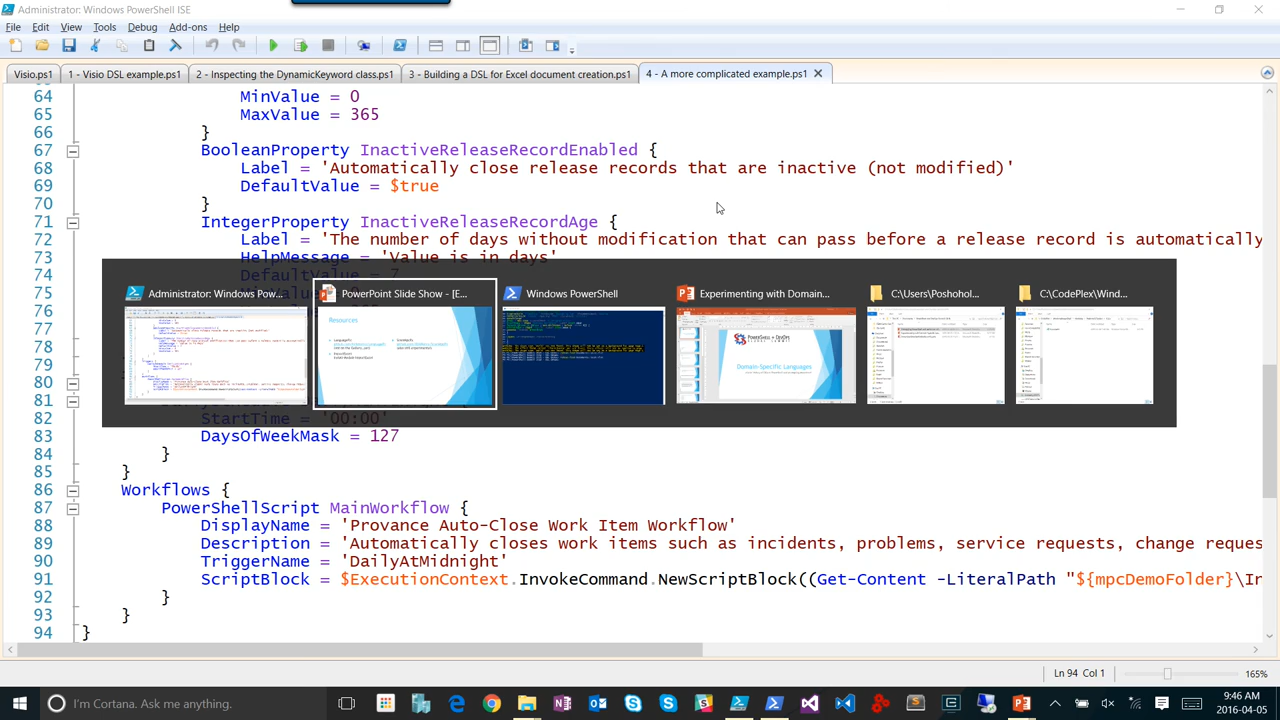 Administrator: Windows PowerShell ISE
File Edit View Tools Debug Add-ons Help
Visio.ps1 1 - Visio DSL example.ps1 2 - Inspecting the DynamicKeyword class.ps1 3 - Building a DSL for Excel document creation.ps1 4 - A more complicated example.ps1
64 MinValue = 0
65 MaxValue = 365
66 }
67 BooleanProperty InactiveReleaseRecordEnabled {
68 Label = 'Automatically close release records that are inactive (not modified)'
69 DefaultValue = $true
70 }
71 IntegerProperty InactiveReleaseRecordAge {
72 Label = 'The number of days without modification that can pass before a release record is automatically
73 HelpMessage = 'Value is in days'
74 DefaultValue = 7
75
76
77
78
79
80
81
Administrator: Windows Pow... PowerPoint Slide Show - [E... Windows PowerShell Experimenting with Domain... C:\Users\Poshohol... C:\CodePlex\Wind...
Resources
Domain-Specific Languages
82 StartTime = '00:00'
83 DaysOfWeekMask = 127
84 }
85 }
86 Workflows {
87 PowerShellScript MainWorkflow {
88 DisplayName = 'Provance Auto-Close Work Item Workflow'
89 Description = 'Automatically closes work items such as incidents, problems, service requests, change reques
90 TriggerName = 'DailyAtMidnight'
91 ScriptBlock = $ExecutionContext.InvokeCommand.NewScriptBlock((Get-Content -LiteralPath "${mpcDemoFolder}\In
92 }
93 }
94 }
Ln 94 Col 1 165%
I'm Cortana. Ask me anything.
9:46 AM
2016-04-05